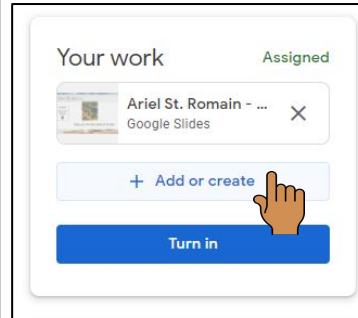 Your work
Assigned
Ariel St. Romain - ...
Google Slides
+ Add or create
Turn in